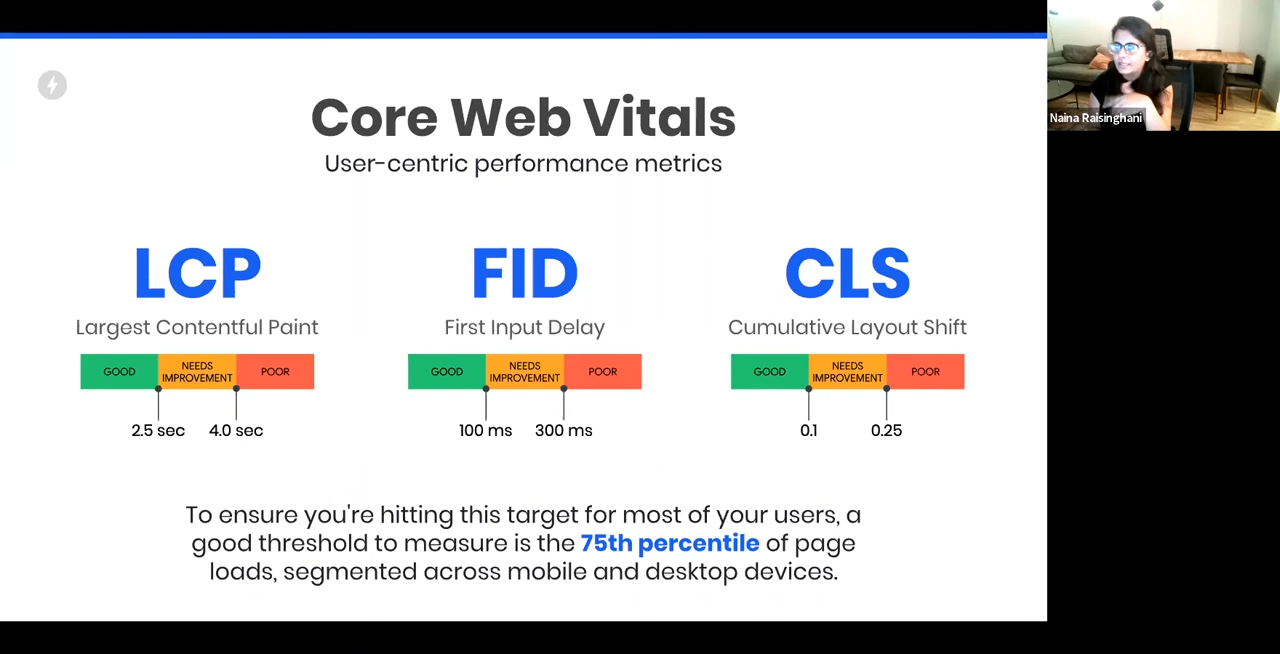 Core Web Vitals
User-centric performance metrics
LCP
Largest Contentful Paint
GOOD
NEEDS
IMPROVEMENT
POOR
2.5 sec
4.0 sec
FID
First Input Delay
GOOD
NEEDS
IMPROVEMENT
POOR
100 ms
300 ms
CLS
Cumulative Layout Shift
GOOD
NEEDS
IMPROVEMENT
POOR
0.1
0.25
To ensure you're hitting this target for most of your users, a
good threshold to measure is the 75th percentile of page
loads, segmented across mobile and desktop devices.
Naina Raisinghani